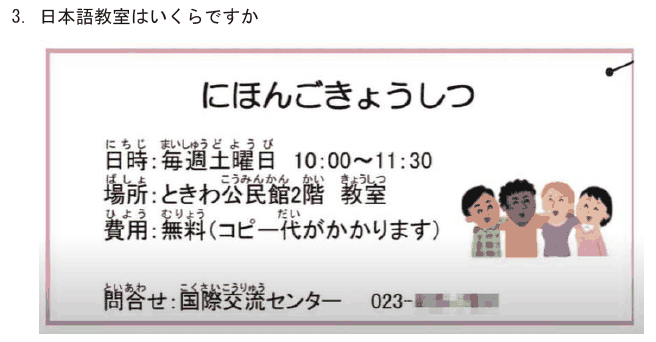 3. 日本語教室はいくらですか
にほんごきょうしつ
にちじ まいしゅうどようび
日時：毎週土曜日 10:00～11:30
ばしょ こうみんかん かい きょうしつ
場所：ときわ公民館2階 教室
ひよう むりょう だい
費用：無料（コピー代がかかります）
といあわ こくさいこうりゅう
問合せ：国際交流センター 023-